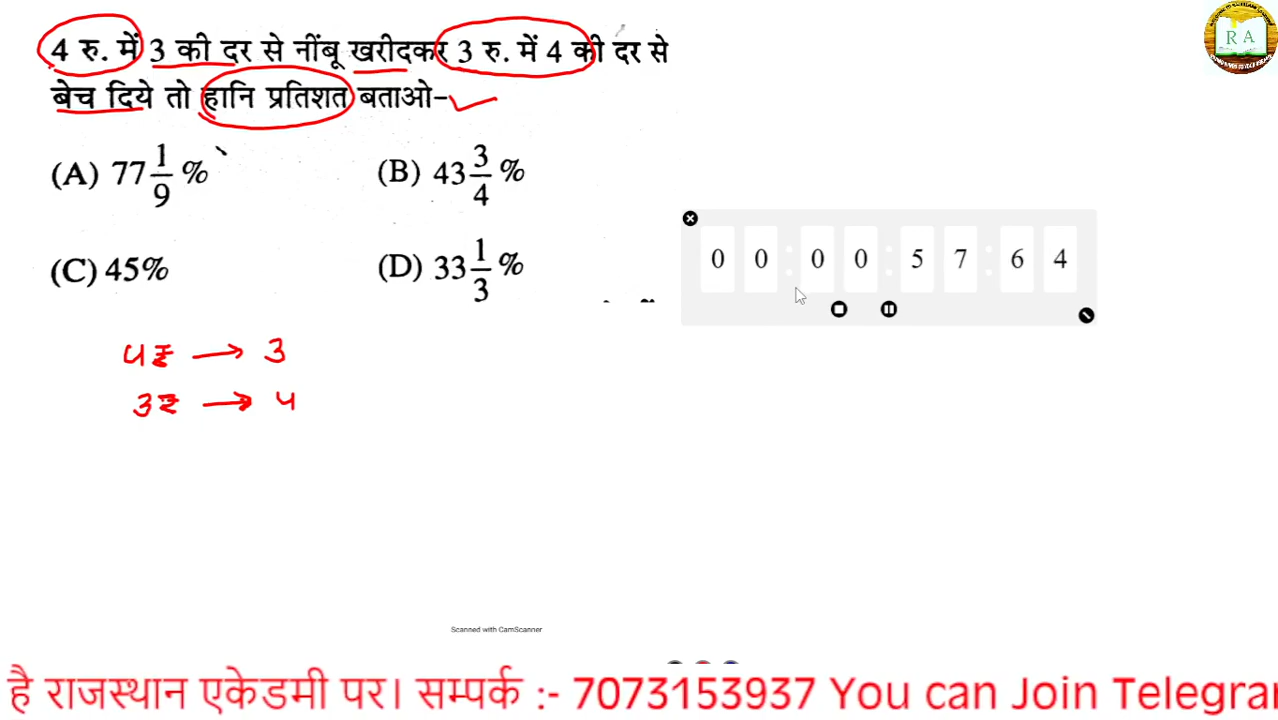 4 रु. में 3 की दर से नींबू खरीदकर 3 रु. में 4 की दर से
बेच दिये तो हानि प्रतिशत बताओ-
(A) 77 1/9 % (B) 43 3/4 %
(C) 45% (D) 33 1/3 %
0 0 : 0 0 : 5 7 : 6 4
4₹ → 3
3₹ → 4
Scanned with CamScanner
है राजस्थान एकेडमी पर। सम्पर्क :- 7073153937 You can Join Telegra
R A